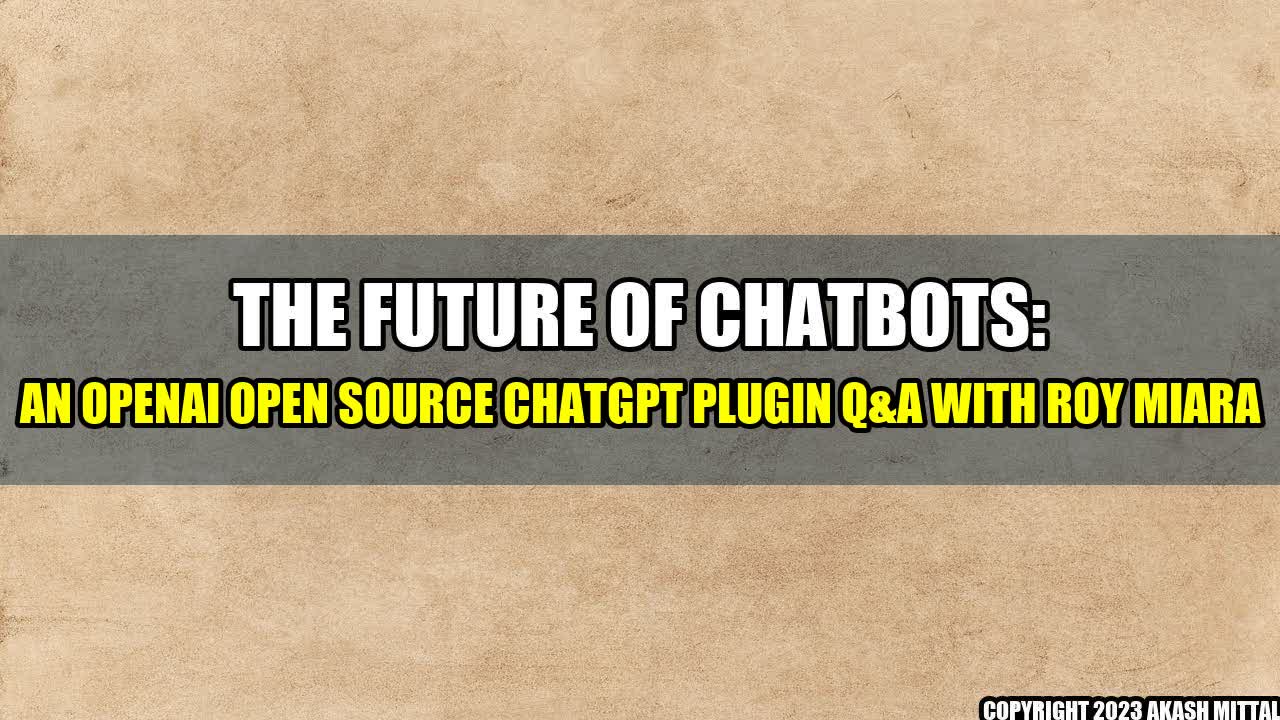 THE FUTURE OF CHATBOTS:
AN OPENAI OPEN SOURCE CHATGPT PLUGIN Q&A WITH ROY MIARA
COPYRIGHT 2023 AKASH MITTAL